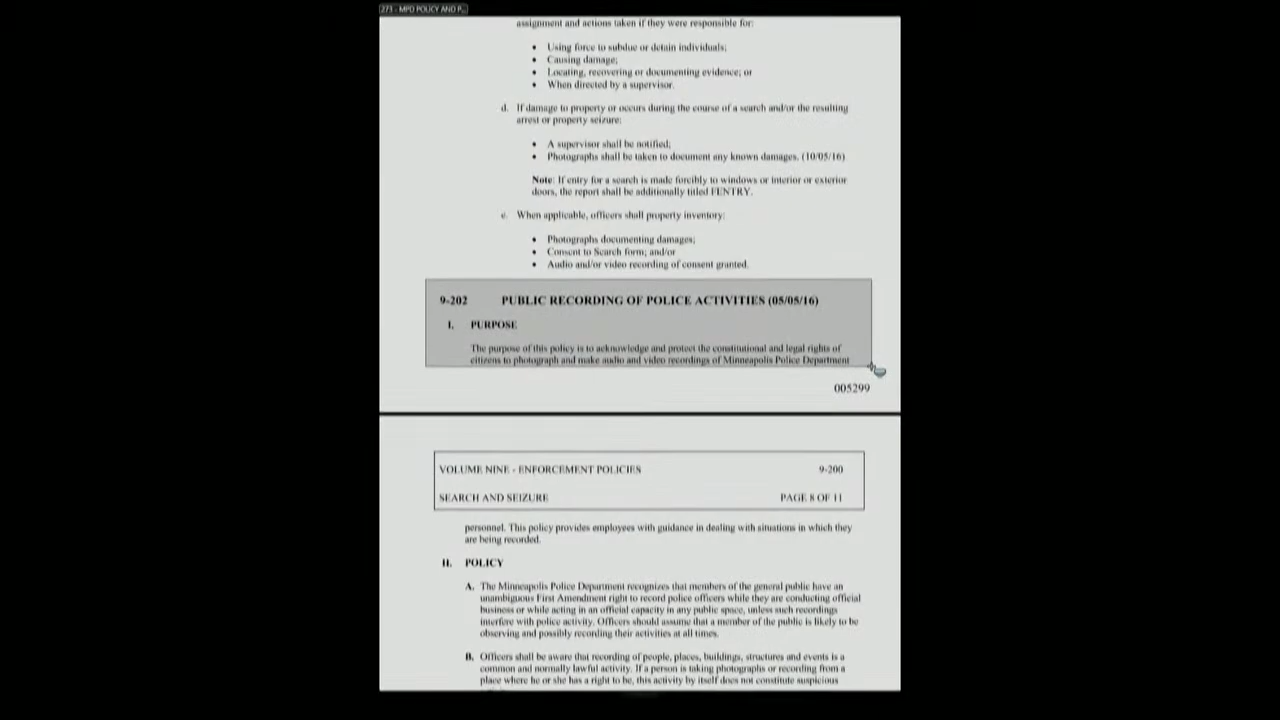 273 - MPD POLICY AND P...
assignment and actions taken if they were responsible for:
• Using force to subdue or detain individuals;
• Causing damage;
• Locating, recovering or documenting evidence; or
• When directed by a supervisor.
d. If damage to property or occurs during the course of a search and/or the resulting
arrest or property seizure:
• A supervisor shall be notified;
• Photographs shall be taken to document any known damages. (10/05/16)
Note: If entry for a search is made forcibly to windows or interior or exterior
doors, the report shall be additionally titled FENTRY.
e. When applicable, officers shall property inventory:
• Photographs documenting damages;
• Consent to Search form; and/or
• Audio and/or video recording of consent granted.
9-202 PUBLIC RECORDING OF POLICE ACTIVITIES (05/05/16)
I. PURPOSE
The purpose of this policy is to acknowledge and protect the constitutional and legal rights of
citizens to photograph and make audio and video recordings of Minneapolis Police Department
005299
VOLUME NINE - ENFORCEMENT POLICIES 9-200
SEARCH AND SEIZURE PAGE 8 OF 11
personnel. This policy provides employees with guidance in dealing with situations in which they
are being recorded.
II. POLICY
A. The Minneapolis Police Department recognizes that members of the general public have an
unambiguous First Amendment right to record police officers while they are conducting official
business or while acting in an official capacity in any public space, unless such recordings
interfere with police activity. Officers should assume that a member of the public is likely to be
observing and possibly recording their activities at all times.
B. Officers shall be aware that recording of people, places, buildings, structures and events is a
common and normally lawful activity. If a person is taking photographs or recording from a
place where he or she has a right to be, this activity by itself does not constitute suspicious